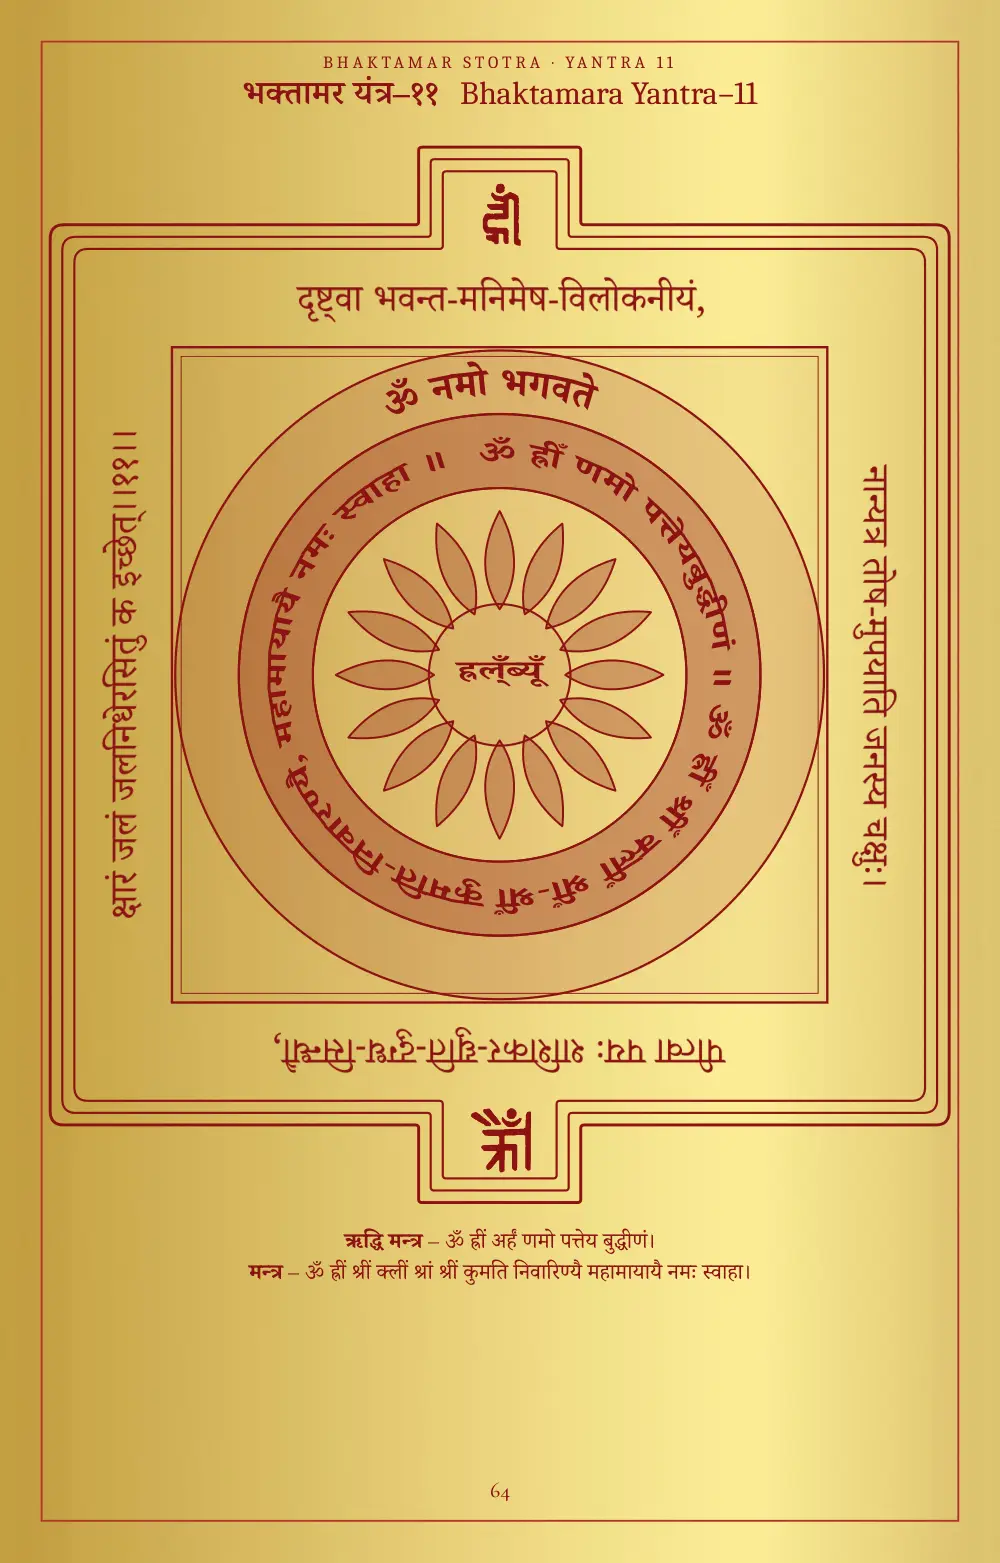 BHAKTAMAR STOTRA · YANTRA 11
भक्तामर यंत्र–११ Bhaktamara Yantra–11
दृष्ट्वा भवन्त-मनिमेष-विलोकनीयं,
नान्यत्र तोष-मुपयाति जनस्य चक्षुः।
पीत्वा पयः शशिकर-द्युति-दुग्ध-सिन्धोः,
क्षारं जलं जलनिधेरसितुं क इच्छेत्।।११।।
ॐ नमो भगवते
ॐ ह्रीँ णमो पत्तेयबुद्धीणं ॥ ॐ ह्रीँ श्रीँ क्लीँ श्रीँ-श्रीँ कुमति-निवारण्यै, महामायायै नमः स्वाहा ॥
ऋद्धि मन्त्र – ॐ ह्रीं अर्हं णमो पत्तेय बुद्धीणं।
मन्त्र – ॐ ह्रीं श्रीं क्लीं श्रां श्रीं कुमति निवारिण्यै महामायायै नमः स्वाहा।
64